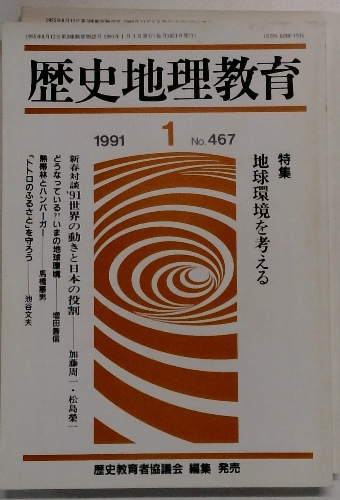 歴史地理教育
1991 1 No.467
特集
地球環境を考える
新春対談 '91世界の動きと日本の役割――加藤周一・松島榮一
どうなっている?いまの地球環境――増田善信
熱帯林とハンバーガー――馬橋憲男
「トトロのふるさと」を守ろう――池谷文夫
歴史教育者協議会 編集 発売